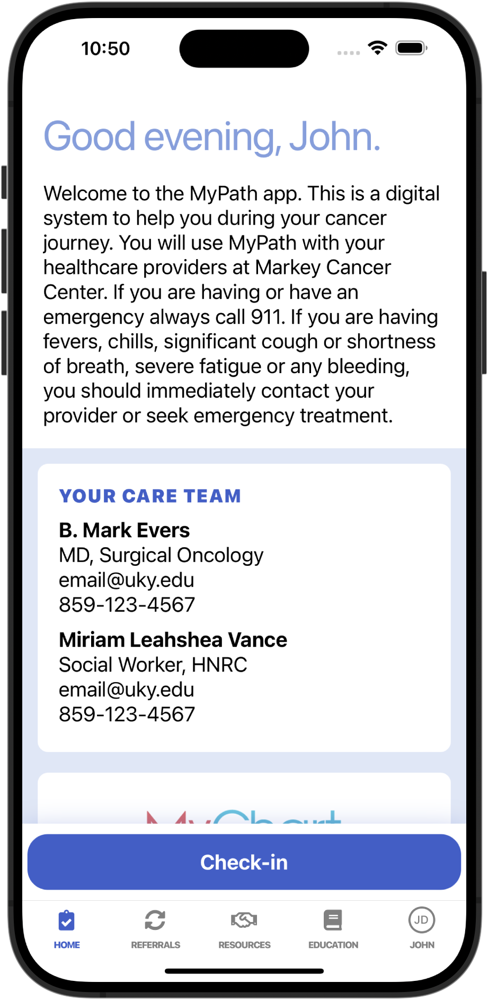 10:50
Good evening, John.
Welcome to the MyPath app. This is a digital
system to help you during your cancer
journey. You will use MyPath with your
healthcare providers at Markey Cancer
Center. If you are having or have an
emergency always call 911. If you are having
fevers, chills, significant cough or shortness
of breath, severe fatigue or any bleeding,
you should immediately contact your
provider or seek emergency treatment.
YOUR CARE TEAM
B. Mark Evers
MD, Surgical Oncology
email@uky.edu
859-123-4567
Miriam Leahshea Vance
Social Worker, HNRC
email@uky.edu
859-123-4567
MyChart
Check-in
HOME
REFERRALS
RESOURCES
EDUCATION
JD
JOHN